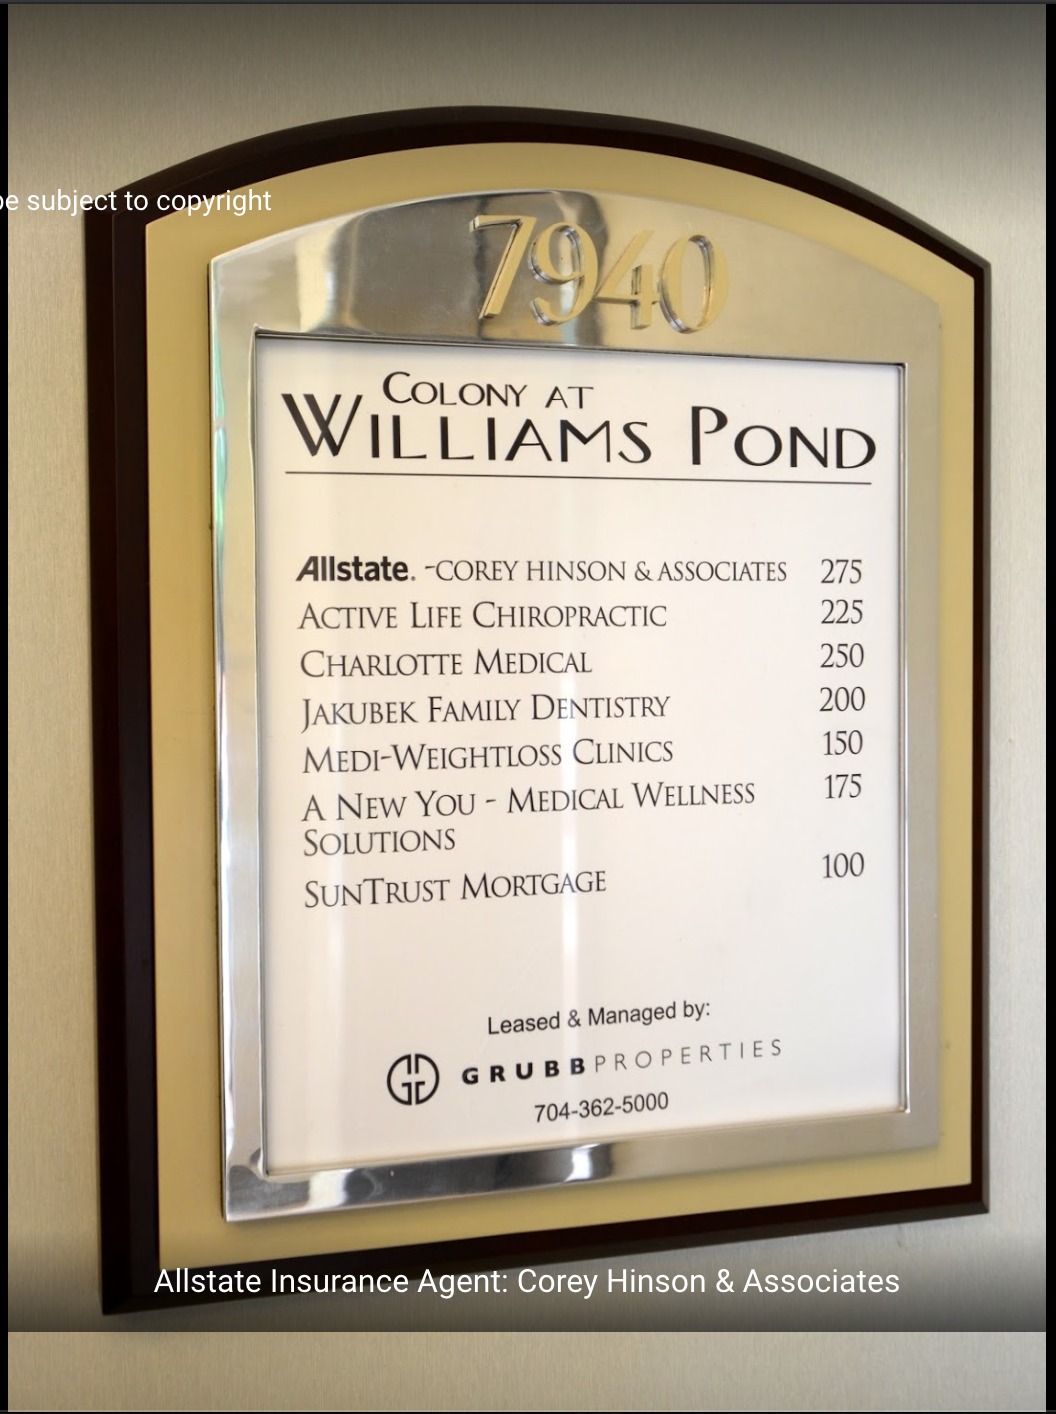 be subject to copyright
7940
COLONY AT
WILLIAMS POND
Allstate. -COREY HINSON & ASSOCIATES 275
ACTIVE LIFE CHIROPRACTIC 225
CHARLOTTE MEDICAL 250
JAKUBEK FAMILY DENTISTRY 200
MEDI-WEIGHTLOSS CLINICS 150
A NEW YOU - MEDICAL WELLNESS 175
SOLUTIONS
SUNTRUST MORTGAGE 100
Leased & Managed by:
GRUBB PROPERTIES
704-362-5000
Allstate Insurance Agent: Corey Hinson & Associates